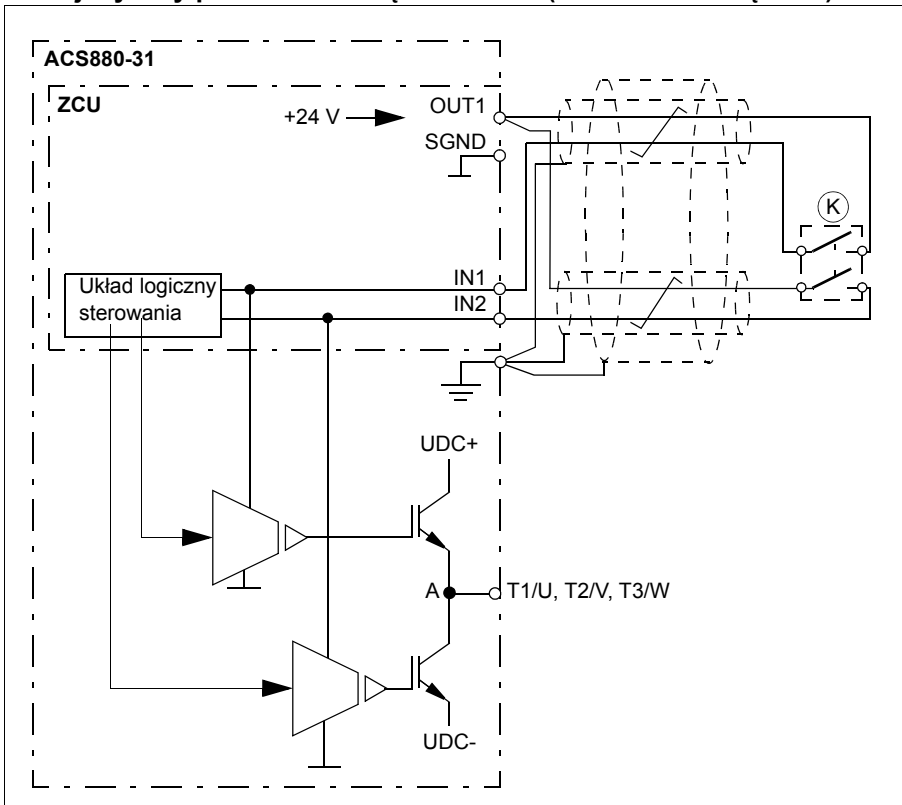 ACS880-31
ZCU
+24 V
OUT1
SGND
K
IN1
Układ logiczny
sterowania
IN2
UDC+
A
T1/U, T2/V, T3/W
UDC-